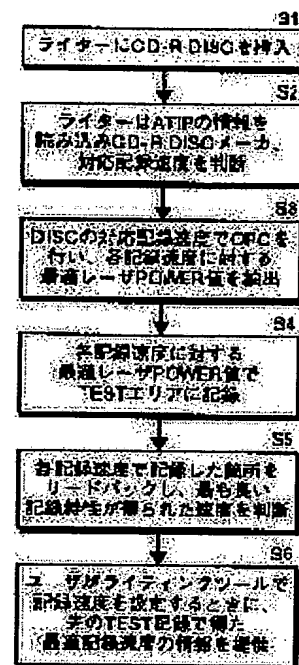 S1
ライターにCD-R DISCを挿入
S2
ライターはATIPの情報を
読み込みCD-R DISCメーカ、
対応記録速度を判断
S3
DISCの対応記録速度でOPCを
行い、各記録速度に対する
最適レーザPOWER値を抽出
S4
各記録速度に対する
最適レーザPOWER値で
TESTエリアに記録
S5
各記録速度で記録した箇所を
リードバックし、最も良い
記録特性が得られた速度を判断
S6
ユーザがライティングツールで
記録速度を設定するときに、
先のTEST記録で得た
最適記録速度の情報を提供